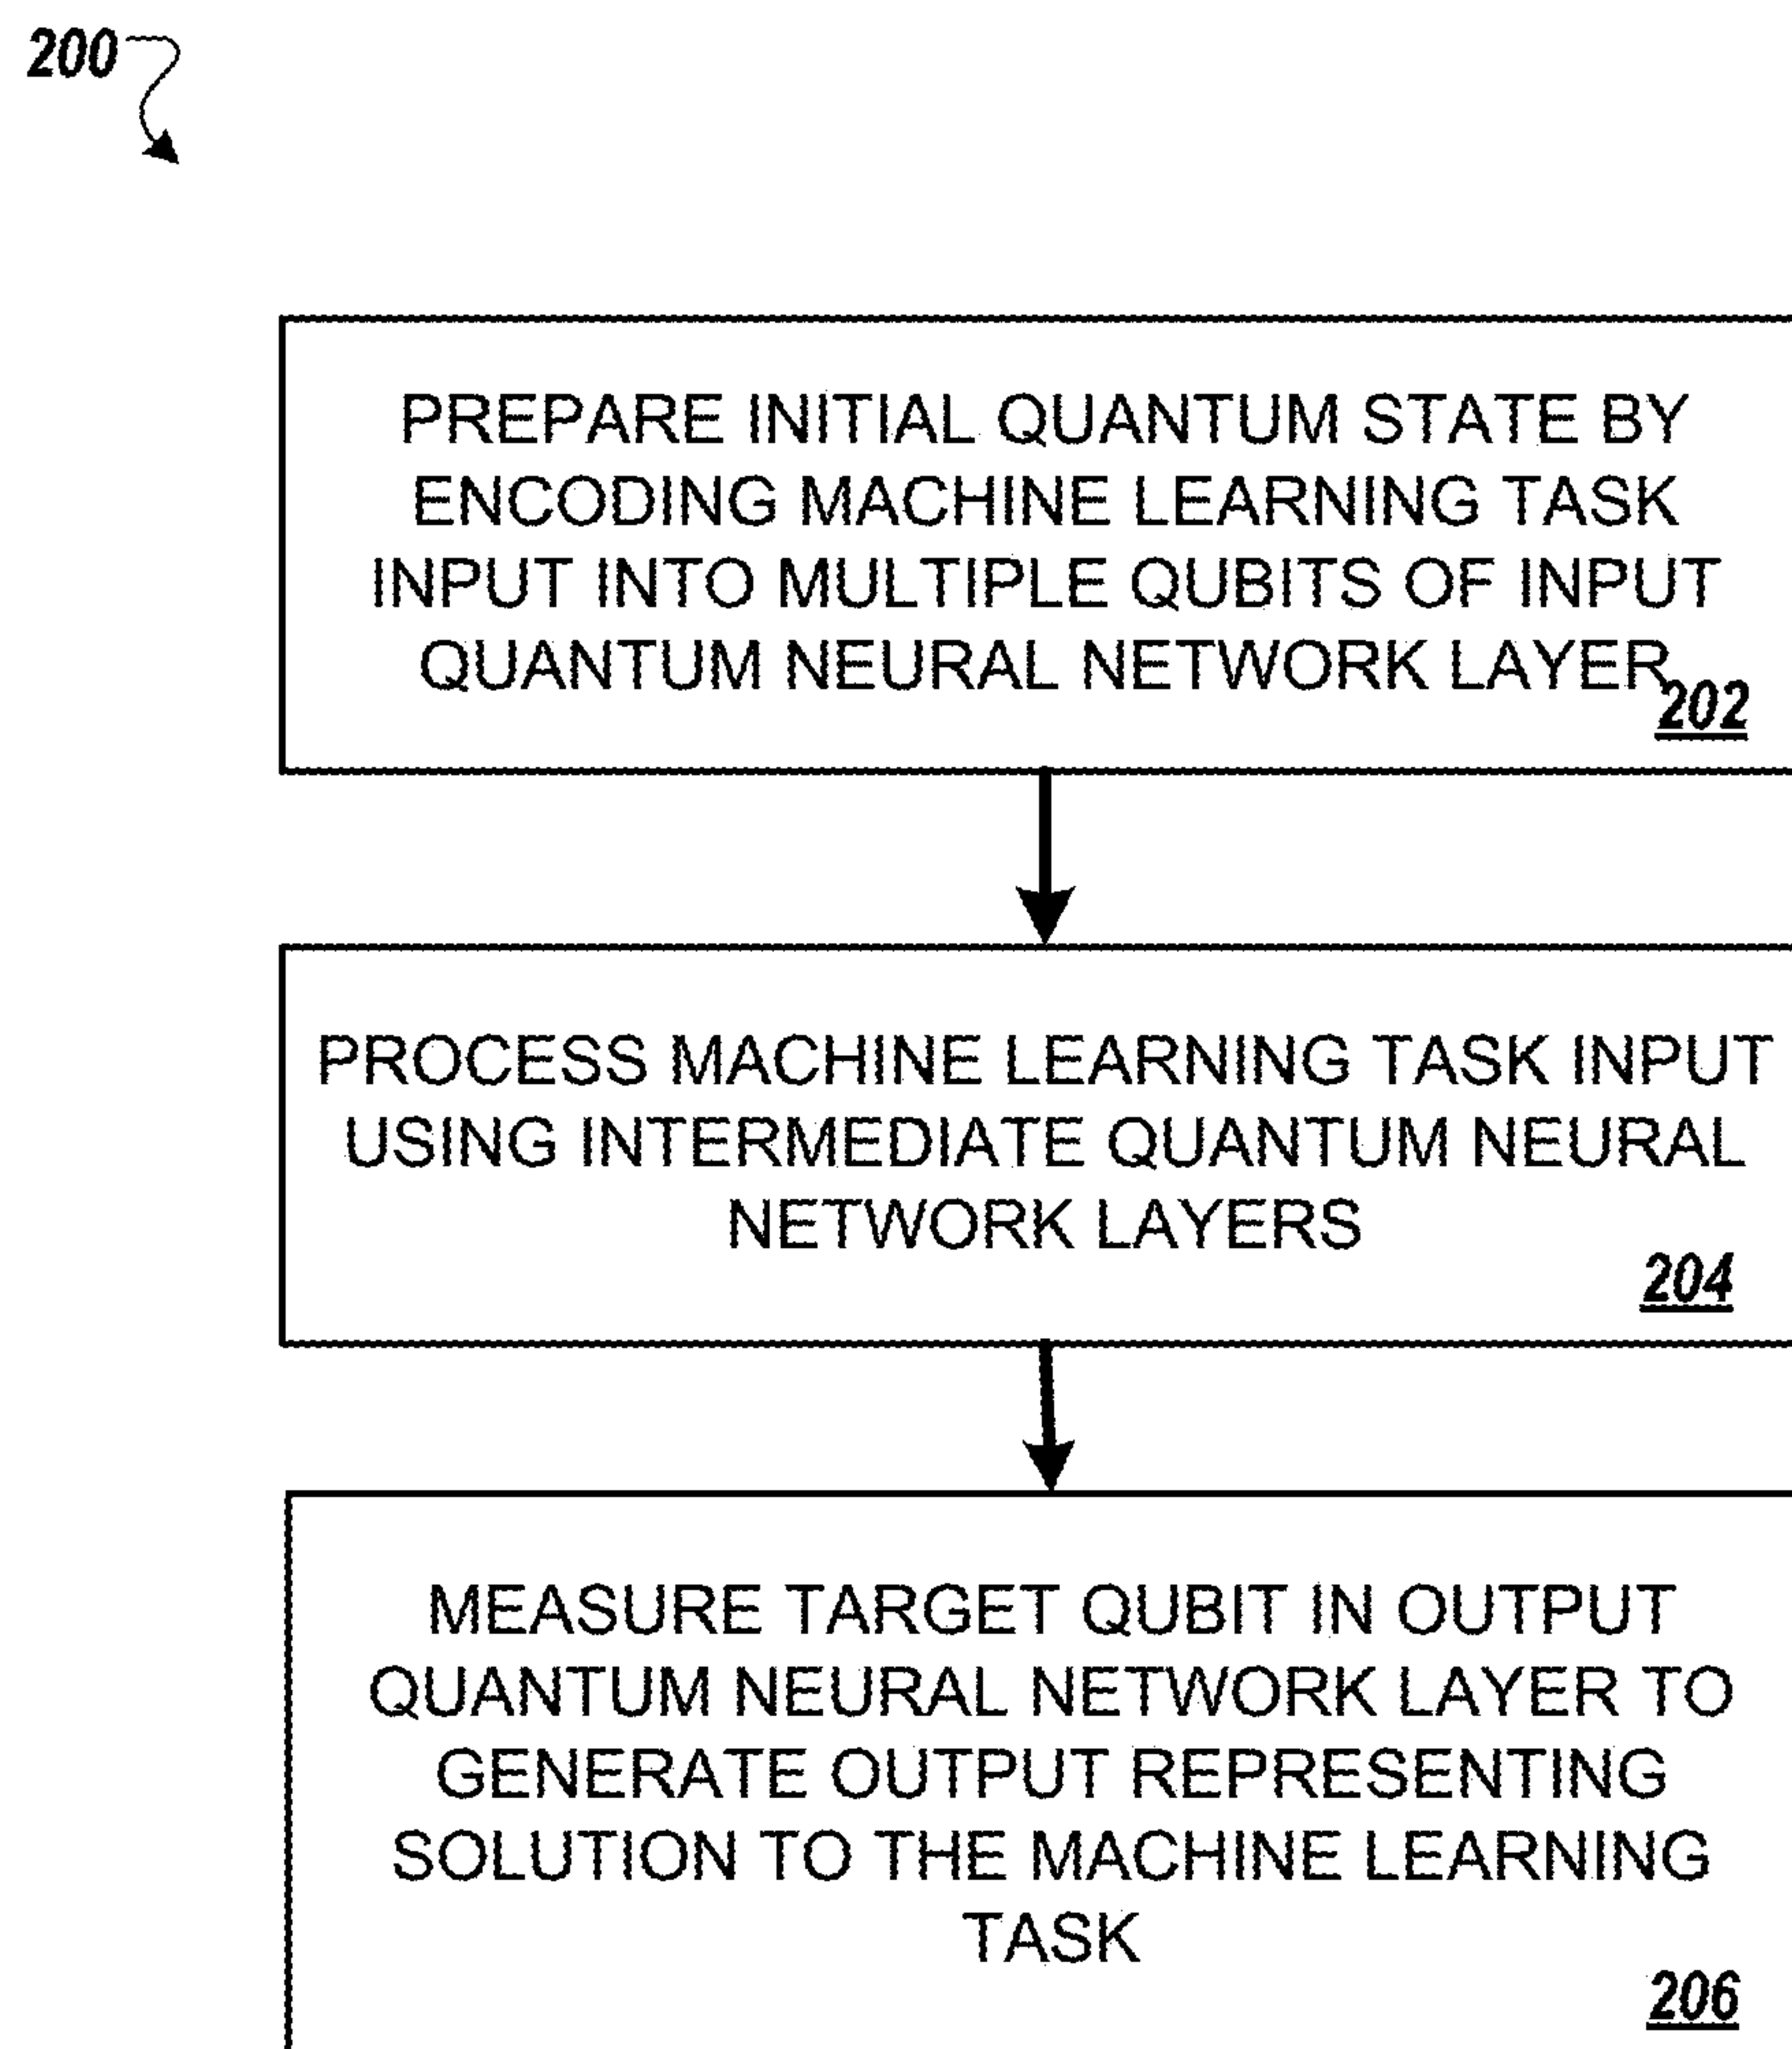 200
PREPARE INITIAL QUANTUM STATE BY
ENCODING MACHINE LEARNING TASK
INPUT INTO MULTIPLE QUBITS OF INPUT
QUANTUM NEURAL NETWORK LAYER
202
PROCESS MACHINE LEARNING TASK INPUT
USING INTERMEDIATE QUANTUM NEURAL
NETWORK LAYERS
204
MEASURE TARGET QUBIT IN OUTPUT
QUANTUM NEURAL NETWORK LAYER TO
GENERATE OUTPUT REPRESENTING
SOLUTION TO THE MACHINE LEARNING
TASK
206